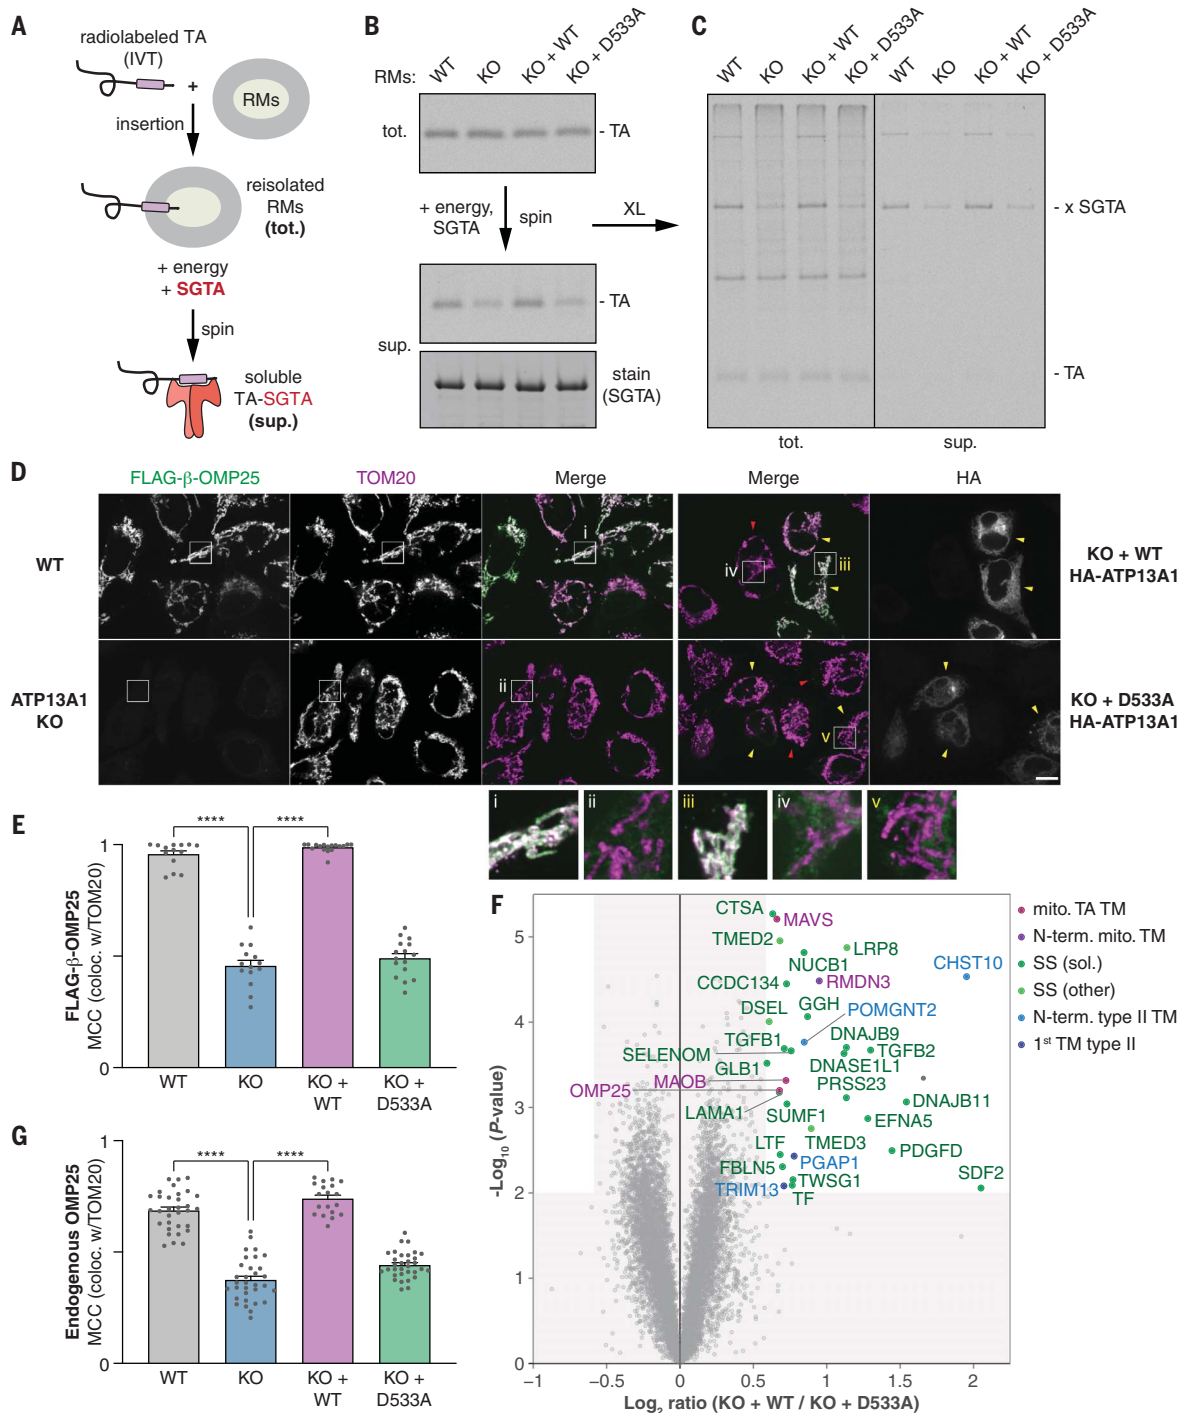 A
radiolabeled TA
(IVT)
+
RMs
insertion
reisolated
RMs
(tot.)
+ energy
+ SGTA
spin
soluble
TA-SGTA
(sup.)
B
RMs:
WT
KO
KO + WT
KO + D533A
tot.
- TA
+ energy,
SGTA
spin
XL
- TA
sup.
stain
(SGTA)
C
WT
KO
KO + WT
KO + D533A
WT
KO
KO + WT
KO + D533A
- x SGTA
- TA
tot.
sup.
D
FLAG-β-OMP25
TOM20
Merge
Merge
HA
WT
i
iv
iii
KO + WT
HA-ATP13A1
ATP13A1
KO
ii
v
KO + D533A
HA-ATP13A1
i
ii
iii
iv
v
E
FLAG-β-OMP25
MCC (coloc. w/TOM20)
1
0
****
****
WT
KO
KO +
WT
KO +
D533A
F
-Log10 (P-value)
5
4
3
2
1
0
−1
−0.5
0
0.5
1
1.5
2
Log2 ratio (KO + WT / KO + D533A)
CTSA
MAVS
TMED2
LRP8
NUCB1
CHST10
CCDC134
RMDN3
DSEL
GGH
POMGNT2
TGFB1
DNAJB9
SELENOM
TGFB2
GLB1
DNASE1L1
MAOB
PRSS23
OMP25
DNAJB11
LAMA1
SUMF1
EFNA5
LTF
TMED3
PDGFD
FBLN5
PGAP1
SDF2
TWSG1
TRIM13
TF
mito. TA TM
N-term. mito. TM
SS (sol.)
SS (other)
N-term. type II TM
1st TM type II
G
Endogenous OMP25
MCC (coloc. w/TOM20)
1
0
****
****
WT
KO
KO +
WT
KO +
D533A